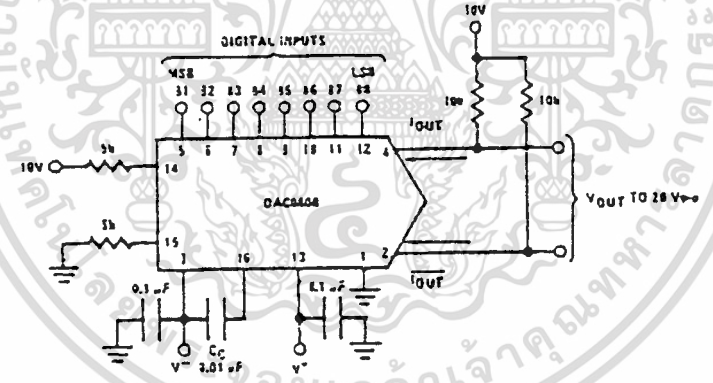 10V
DIGITAL INPUTS
MSB LSB
B1 B2 B3 B4 B5 B6 B7 B8
10k 10k
IOUT
5 6 7 8 9 10 11 12
4
10V 5k 14
DAC0808
VOUT TO 20 Vp-p
5k 15
3 16 13 1 2
IOUT
0.1 µF 0.1 µF
CC
V− 0.01 µF